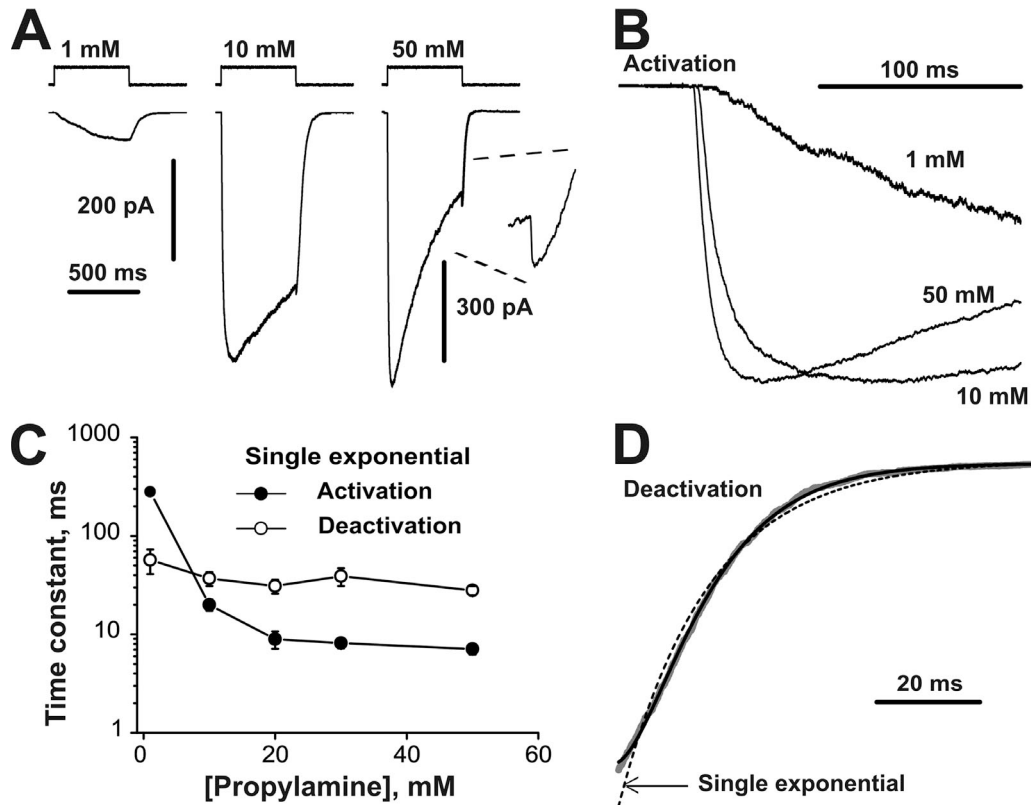 A
1 mM
10 mM
50 mM
200 pA
500 ms
300 pA
B
Activation
100 ms
1 mM
50 mM
10 mM
C
1000
100
10
1
Time constant, ms
Single exponential
Activation
Deactivation
0
20
40
60
[Propylamine], mM
D
Deactivation
20 ms
Single exponential